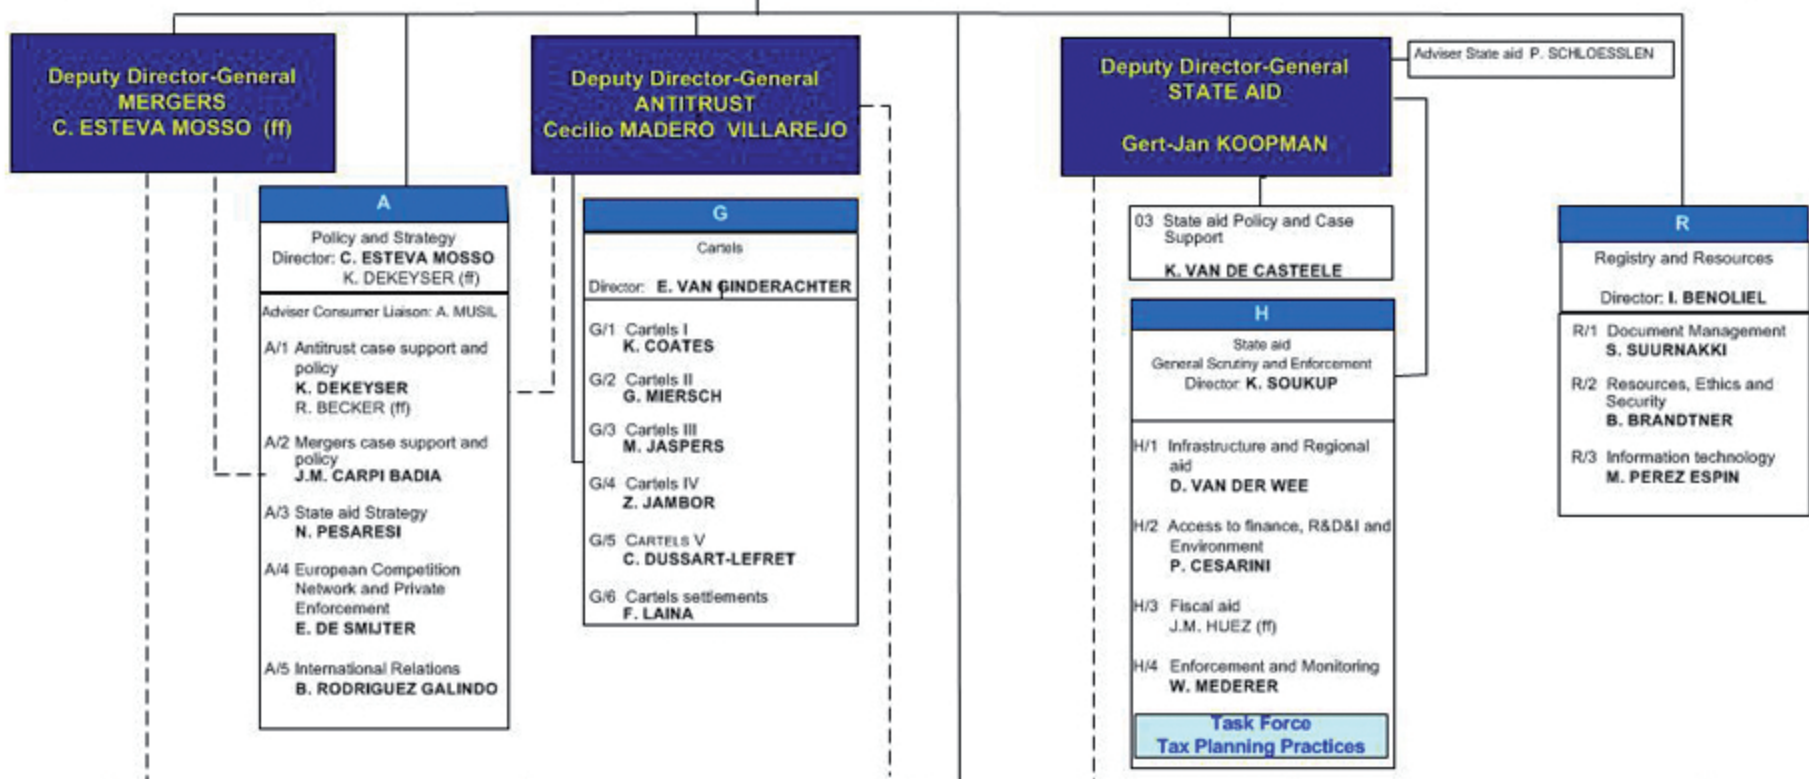 Deputy Director-General
MERGERS
C. ESTEVA MOSSO (ff)
Deputy Director-General
ANTITRUST
Cecilio MADERO VILLAREJO
Deputy Director-General
STATE AID
Gert-Jan KOOPMAN
Adviser State aid P. SCHLOESSLEN
A
Policy and Strategy
Director: C. ESTEVA MOSSO
K. DEKEYSER (ff)
Adviser Consumer Liaison: A. MUSIL
A/1 Antitrust case support and
policy
K. DEKEYSER
R. BECKER (ff)
A/2 Mergers case support and
policy
J.M. CARPI BADIA
A/3 State aid Strategy
N. PESARESI
A/4 European Competition
Network and Private
Enforcement
E. DE SMIJTER
A/5 International Relations
B. RODRIGUEZ GALINDO
G
Cartels
Director: E. VAN GINDERACHTER
G/1 Cartels I
K. COATES
G/2 Cartels II
G. MIERSCH
G/3 Cartels III
M. JASPERS
G/4 Cartels IV
Z. JAMBOR
G/5 CARTELS V
C. DUSSART-LEFRET
G/6 Cartels settlements
F. LAINA
03 State aid Policy and Case
Support
K. VAN DE CASTEELE
H
State aid
General Scrutiny and Enforcement
Director: K. SOUKUP
H/1 Infrastructure and Regional
aid
D. VAN DER WEE
H/2 Access to finance, R&D&I and
Environment
P. CESARINI
H/3 Fiscal aid
J.M. HUEZ (ff)
H/4 Enforcement and Monitoring
W. MEDERER
Task Force
Tax Planning Practices
R
Registry and Resources
Director: I. BENOLIEL
R/1 Document Management
S. SUURNAKKI
R/2 Resources, Ethics and
Security
B. BRANDTNER
R/3 Information technology
M. PEREZ ESPIN